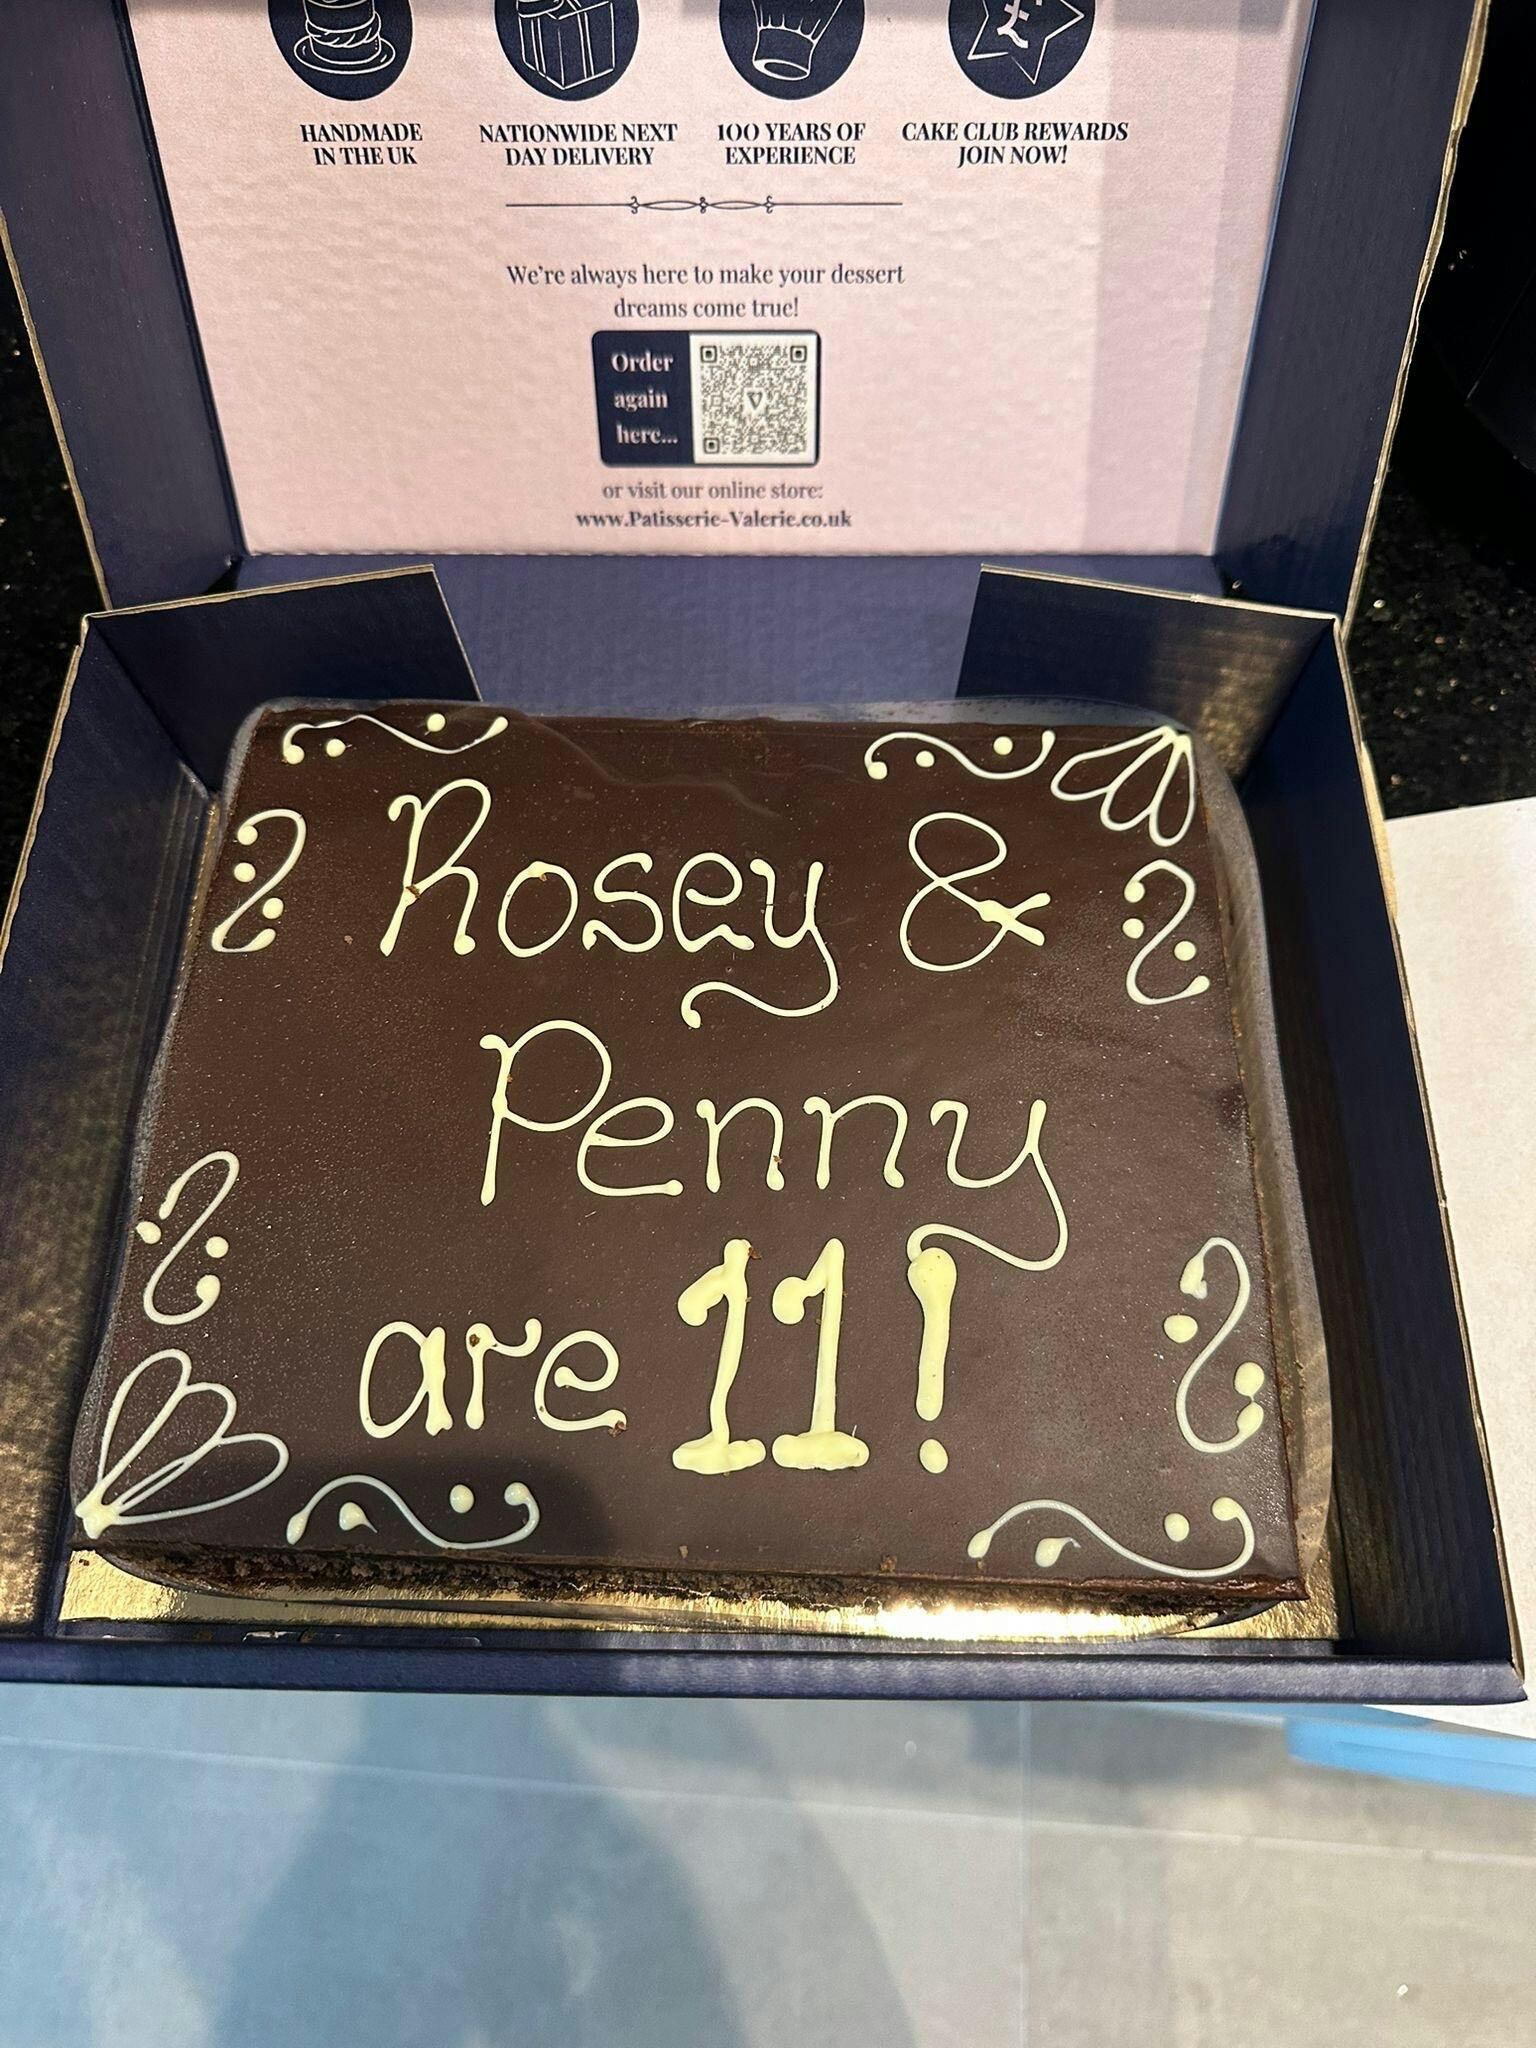 HANDMADE
IN THE UK
NATIONWIDE NEXT
DAY DELIVERY
100 YEARS OF
EXPERIENCE
CAKE CLUB REWARDS
JOIN NOW!
We're always here to make your dessert
dreams come true!
Order
again
here...
or visit our online store:
www.Patisserie-Valerie.co.uk
Rosey &
Penny
are 11!